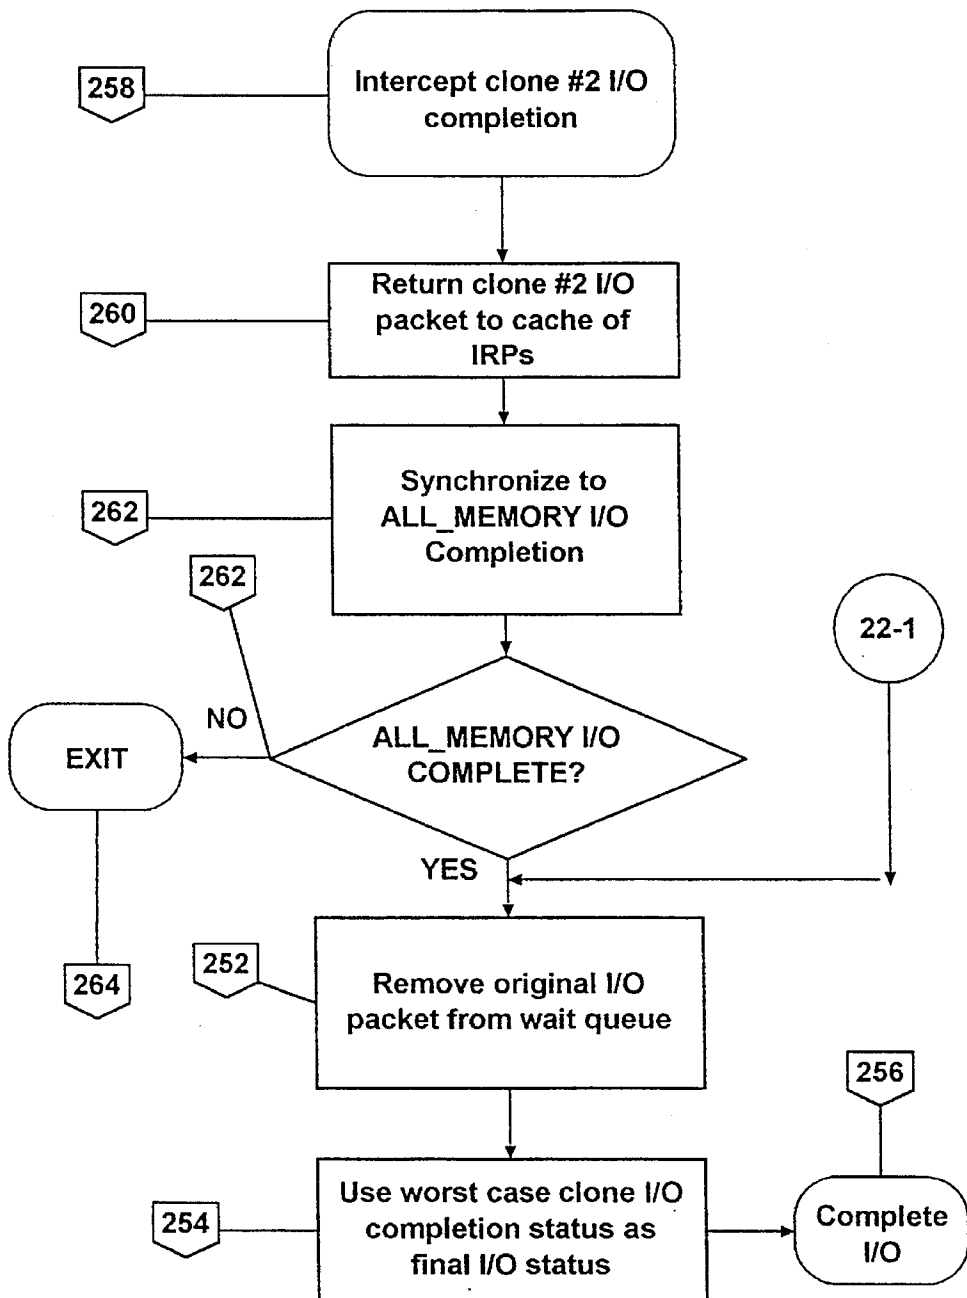 258
Intercept clone #2 I/O
completion
260
Return clone #2 I/O
packet to cache of
IRPs
262
Synchronize to
ALL_MEMORY I/O
Completion
262
22-1
NO
EXIT
ALL_MEMORY I/O
COMPLETE?
YES
264
252
Remove original I/O
packet from wait queue
256
254
Use worst case clone I/O
completion status as
final I/O status
Complete
I/O